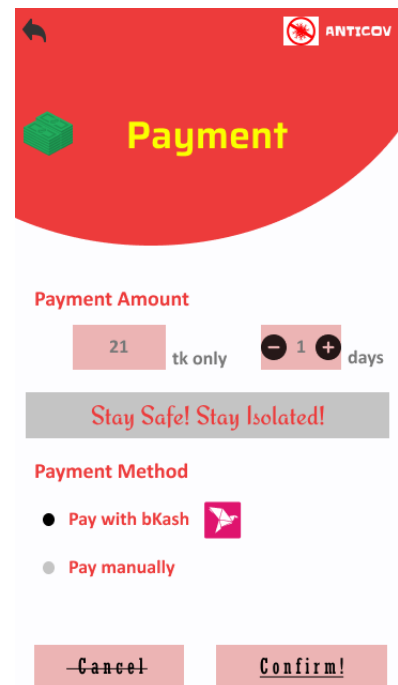 ANTICOV
Payment
Payment Amount
21 tk only 1 days
Stay Safe! Stay Isolated!
Payment Method
Pay with bKash
Pay manually
Cancel Confirm!